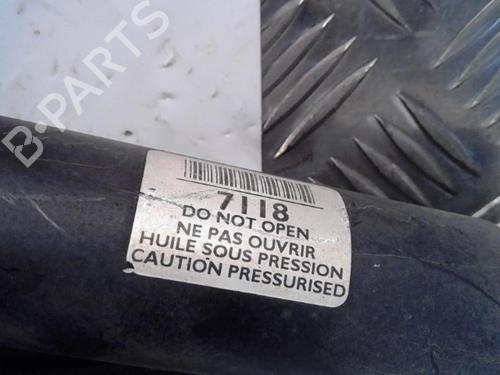 B-PARTS
7118
DO NOT OPEN
NE PAS OUVRIR
HUILE SOUS PRESSION
CAUTION PRESSURISED